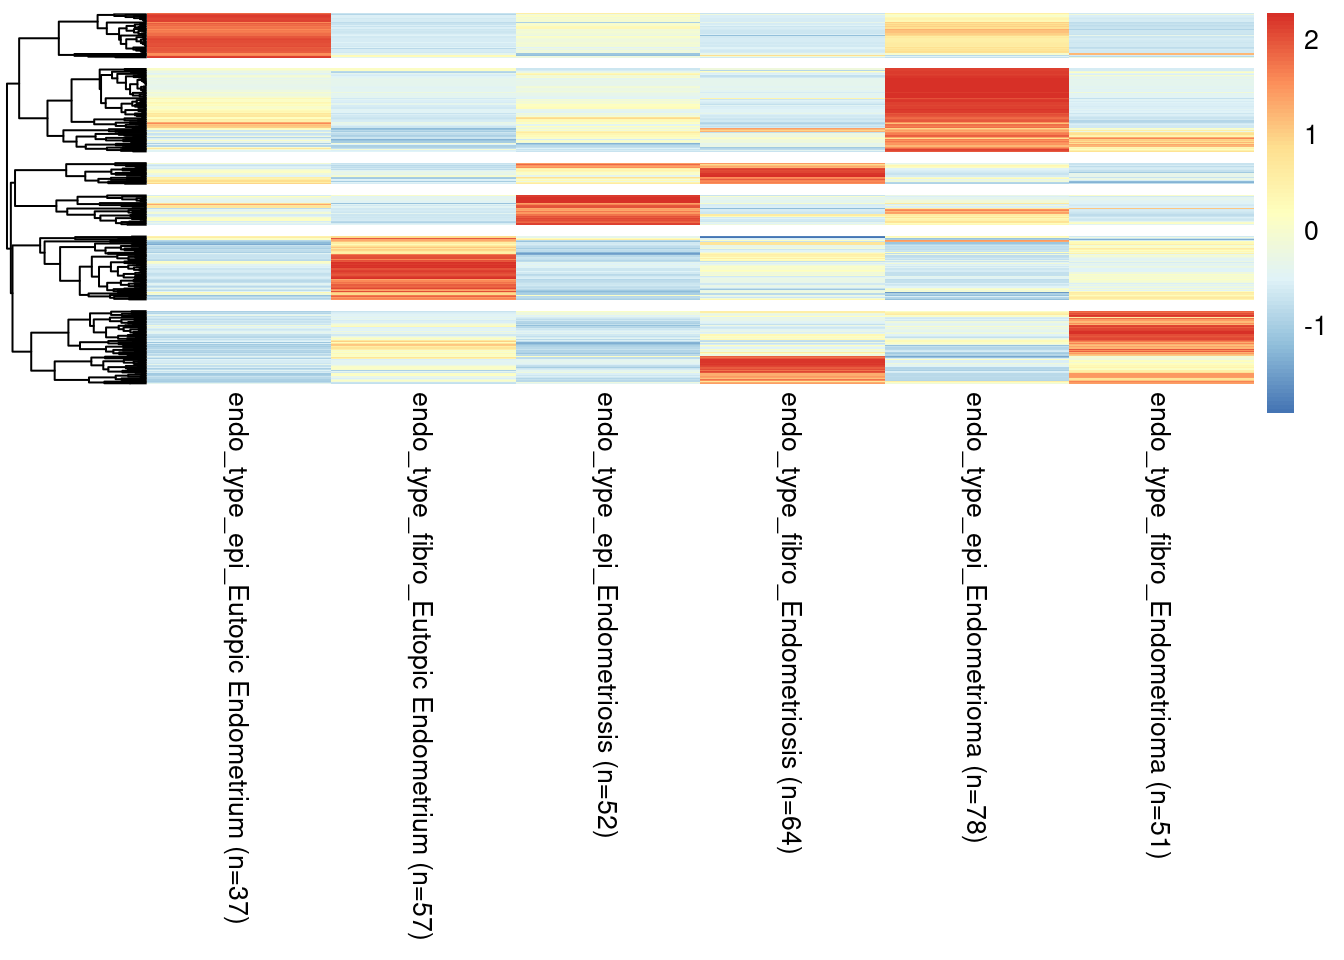 2
1
0
-1
endo_type_epi_Eutopic Endometrium (n=37)
endo_type_fibro_Eutopic Endometrium (n=57)
endo_type_epi_Endometriosis (n=52)
endo_type_fibro_Endometriosis (n=64)
endo_type_epi_Endometrioma (n=78)
endo_type_fibro_Endometrioma (n=51)